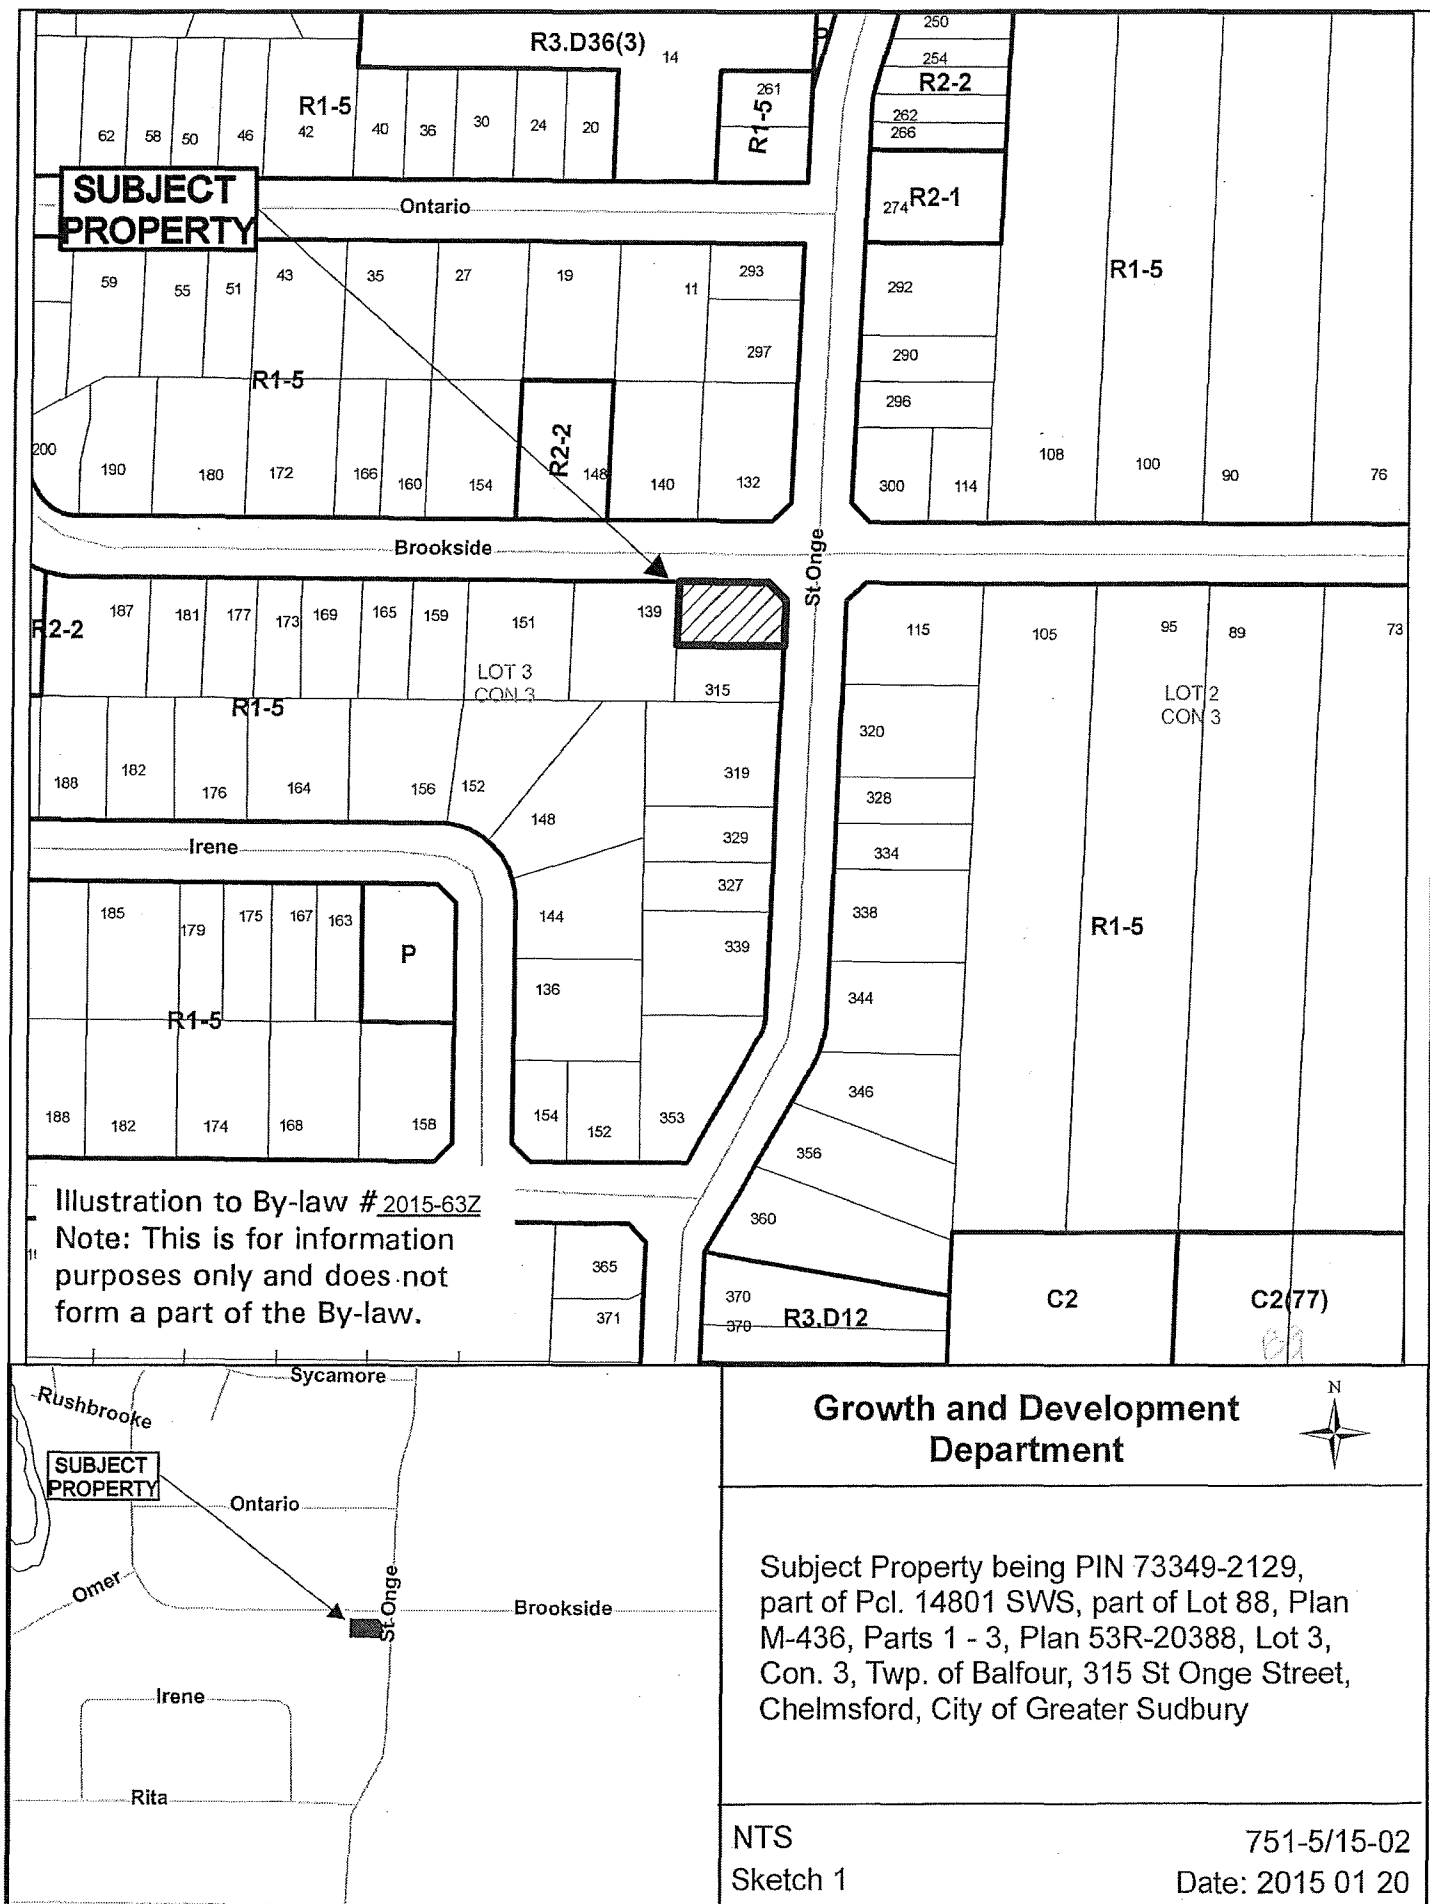 250
R3.D36(3)
14
254
R2-2
261
R1-5
R1-5
62 58 50 46 42 40 36 30 24 20
262
266
SUBJECT
PROPERTY
Ontario
274 R2-1
59 55 51 43 35 27 19 11 293
292
R1-5
297
290
R1-5
296
200 190 180 172 166 160 154 R2-2 148 140 132
300 114 108 100 90 76
Brookside
St Onge
R2-2
187 181 177 173 169 165 159 151 139
115 105 95 89 73
LOT 3
CON 3
315
LOT 2
CON 3
R1-5
320
188 182 176 164 156 152 148
319
328
329
334
Irene
327
185 179 175 167 163
P
144
338
339
R1-5
136
344
R1-5
346
188 182 174 168 158
154 152 353
356
360
Illustration to By-law # 2015-63Z
Note: This is for information
purposes only and does not
form a part of the By-law.
365
371
370
378
R3.D12
C2
C2(77)
Sycamore
Rushbrooke
SUBJECT
PROPERTY
Ontario
Omer
St Onge
Brookside
Irene
Rita
Growth and Development
Department
N
Subject Property being PIN 73349-2129,
part of Pcl. 14801 SWS, part of Lot 88, Plan
M-436, Parts 1 - 3, Plan 53R-20388, Lot 3,
Con. 3, Twp. of Balfour, 315 St Onge Street,
Chelmsford, City of Greater Sudbury
NTS
Sketch 1
751-5/15-02
Date: 2015 01 20